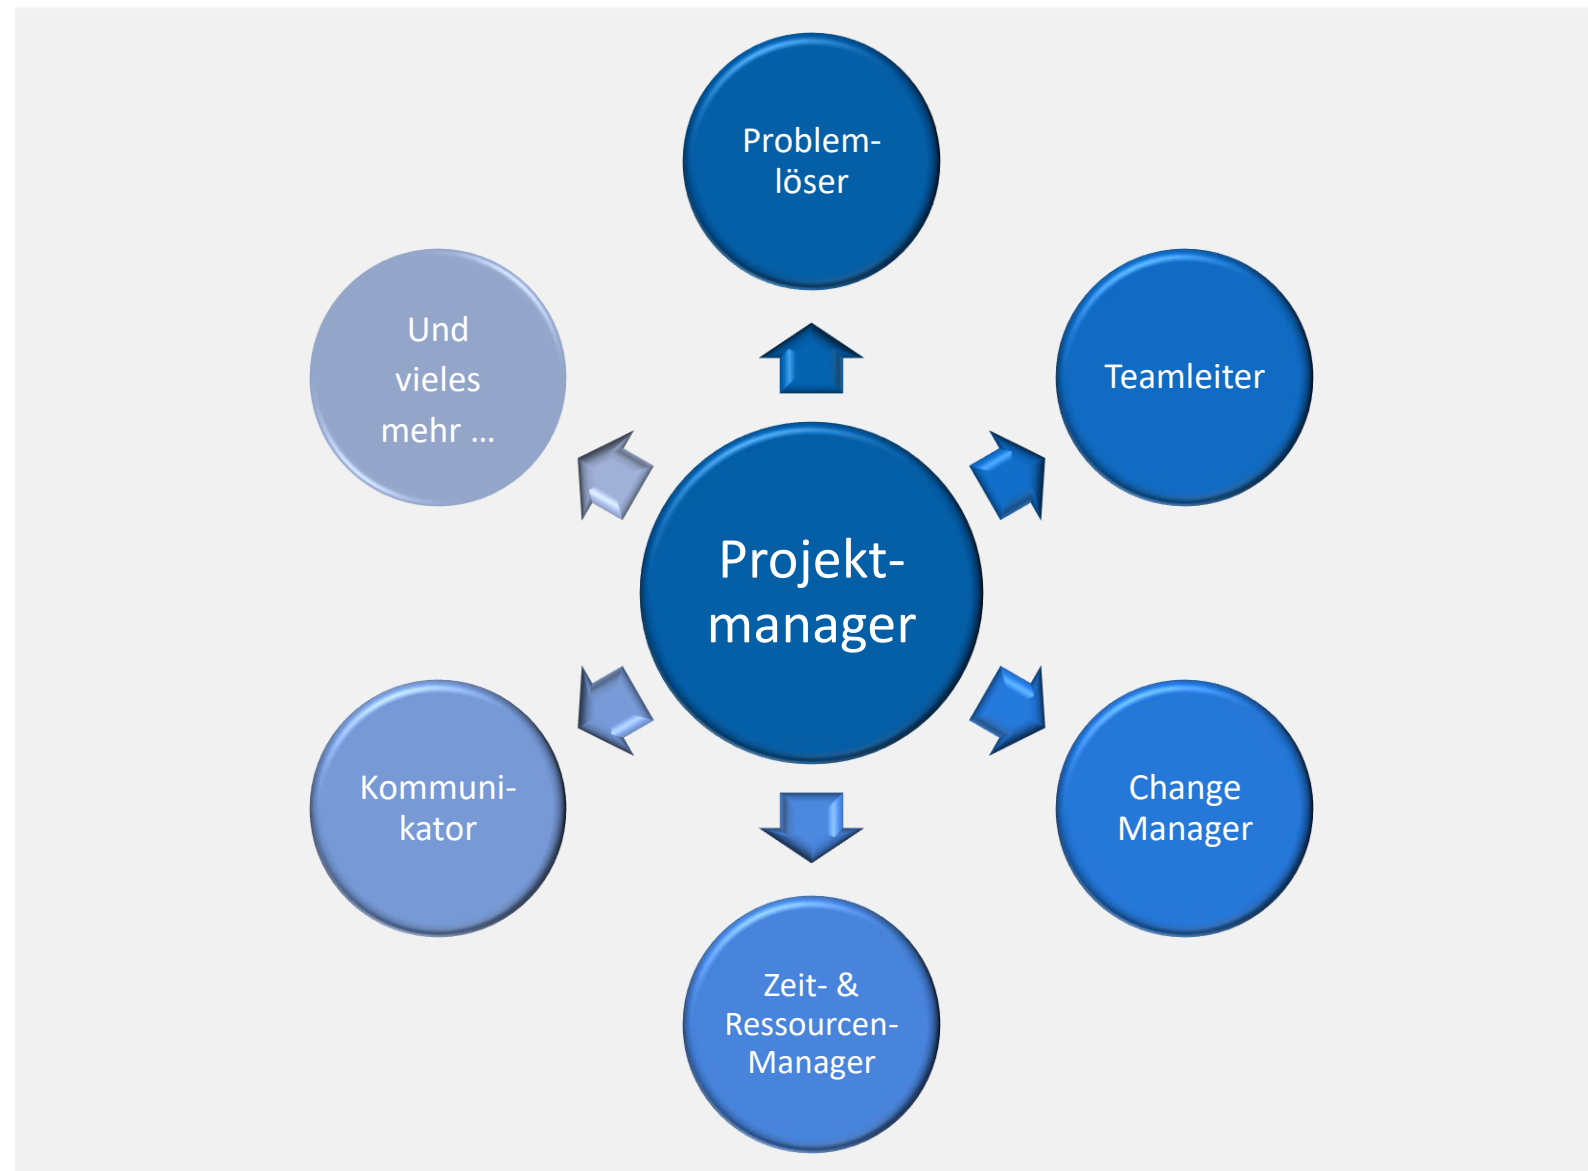 Problem-
löser
Teamleiter
Change
Manager
Zeit- &
Ressourcen-
Manager
Kommuni-
kator
Und
vieles
mehr ...
Projekt-
manager